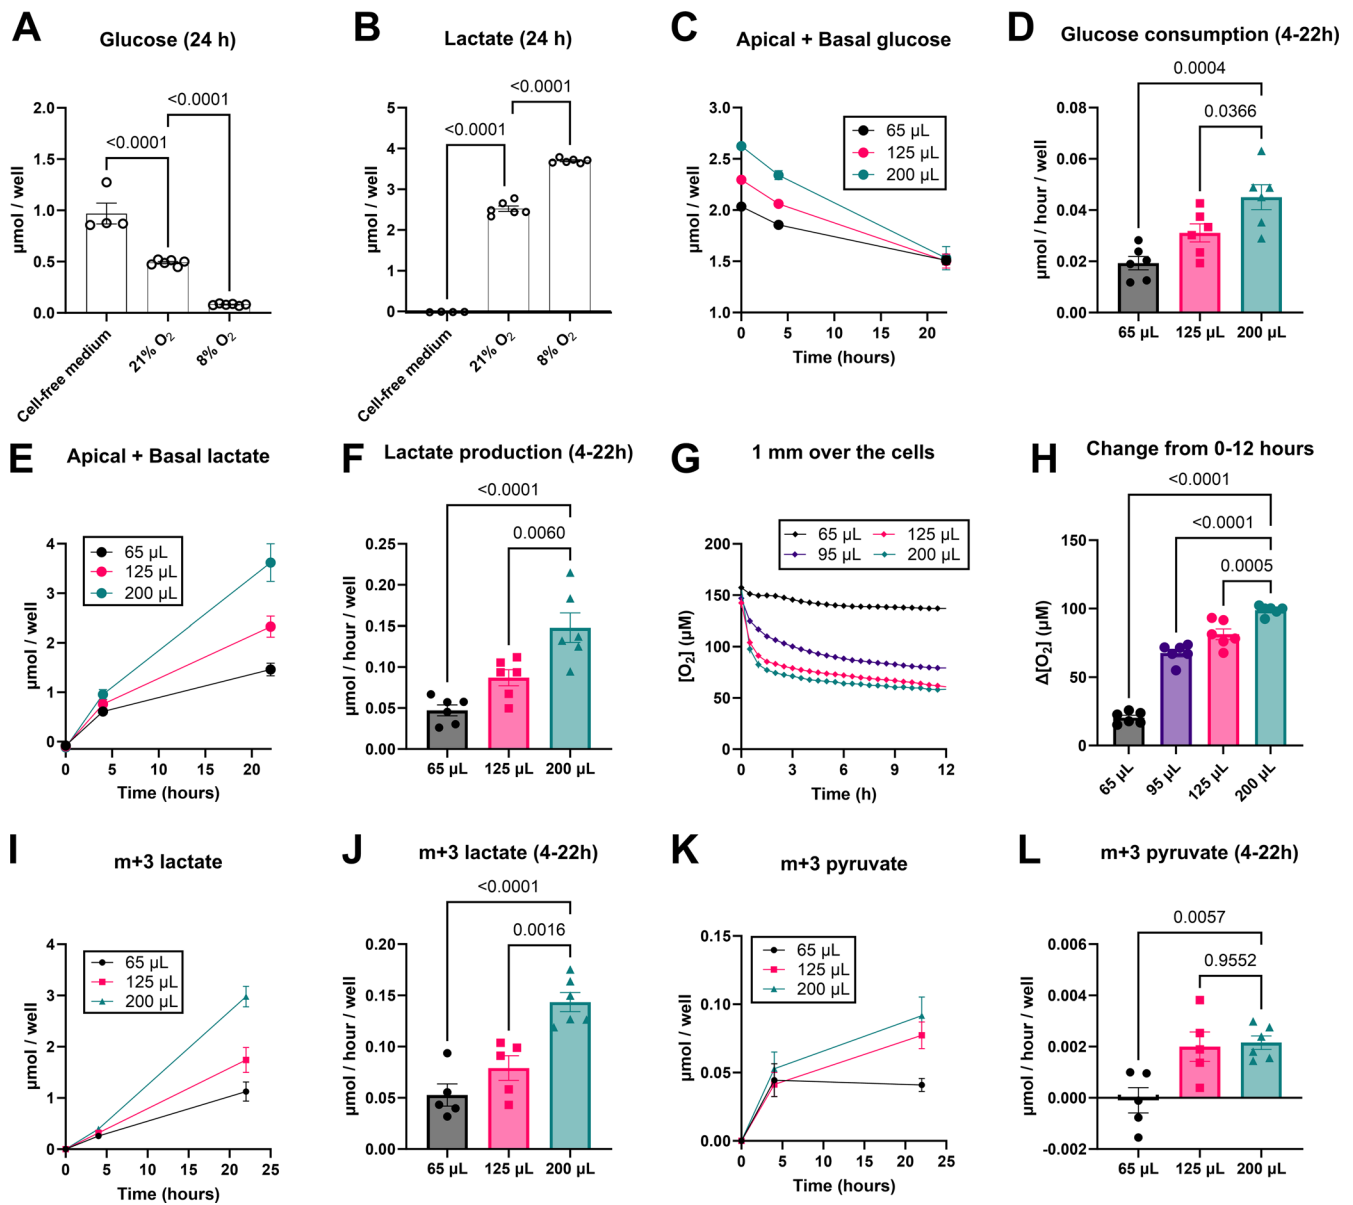 A
Glucose (24 h)
<0.0001
<0.0001
2.0
1.5
1.0
0.5
0.0
µmol / well
Cell-free medium
21% O₂
8% O₂
B
Lactate (24 h)
<0.0001
<0.0001
5
4
3
2
1
0
µmol / well
Cell-free medium
21% O₂
8% O₂
C
Apical + Basal glucose
3.0
2.5
2.0
1.5
1.0
µmol / well
65 µL
125 µL
200 µL
0 5 10 15 20
Time (hours)
D
Glucose consumption (4-22h)
0.0004
0.0366
0.08
0.06
0.04
0.02
0.00
µmol / hour / well
65 µL 125 µL 200 µL
E
Apical + Basal lactate
4
3
2
1
0
µmol / well
65 µL
125 µL
200 µL
0 5 10 15 20
Time (hours)
F
Lactate production (4-22h)
<0.0001
0.0060
0.25
0.20
0.15
0.10
0.05
0.00
µmol / hour / well
65 µL 125 µL 200 µL
G
1 mm over the cells
65 µL 125 µL
95 µL 200 µL
200
150
100
50
0
[O₂] (µM)
0 3 6 9 12
Time (h)
H
Change from 0-12 hours
<0.0001
<0.0001
0.0005
150
100
50
0
Δ[O₂] (µM)
65 µL
95 µL
125 µL
200 µL
I
m+3 lactate
4
3
2
1
0
µmol / well
65 µL
125 µL
200 µL
0 5 10 15 20 25
Time (hours)
J
m+3 lactate (4-22h)
<0.0001
0.0016
0.20
0.15
0.10
0.05
0.00
µmol / hour / well
65 µL 125 µL 200 µL
K
m+3 pyruvate
0.15
0.10
0.05
0.00
µmol / well
65 µL
125 µL
200 µL
0 5 10 15 20 25
Time (hours)
L
m+3 pyruvate (4-22h)
0.0057
0.9552
0.006
0.004
0.002
0.000
-0.002
µmol / hour / well
65 µL 125 µL 200 µL